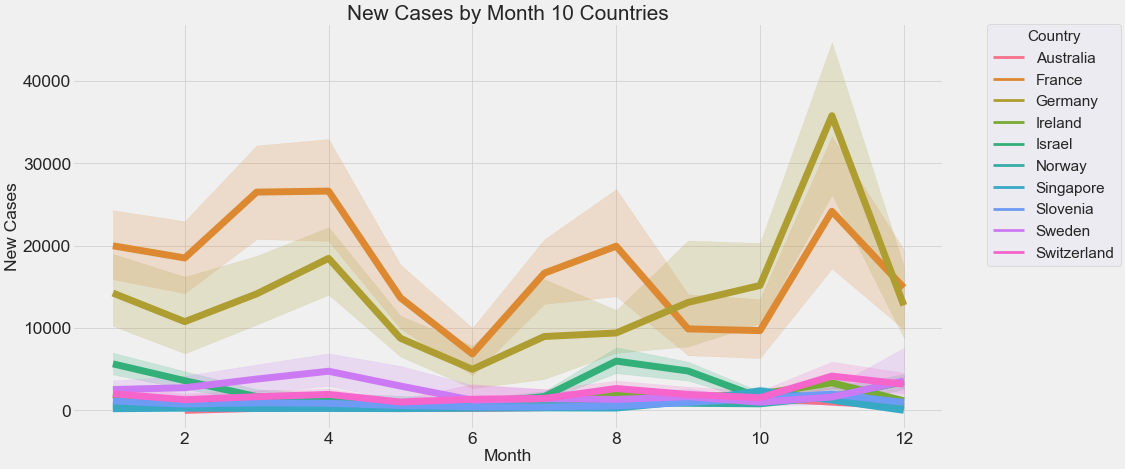 New Cases by Month 10 Countries
New Cases
40000
30000
20000
10000
0
2
4
6
8
10
12
Month
Country
Australia
France
Germany
Ireland
Israel
Norway
Singapore
Slovenia
Sweden
Switzerland